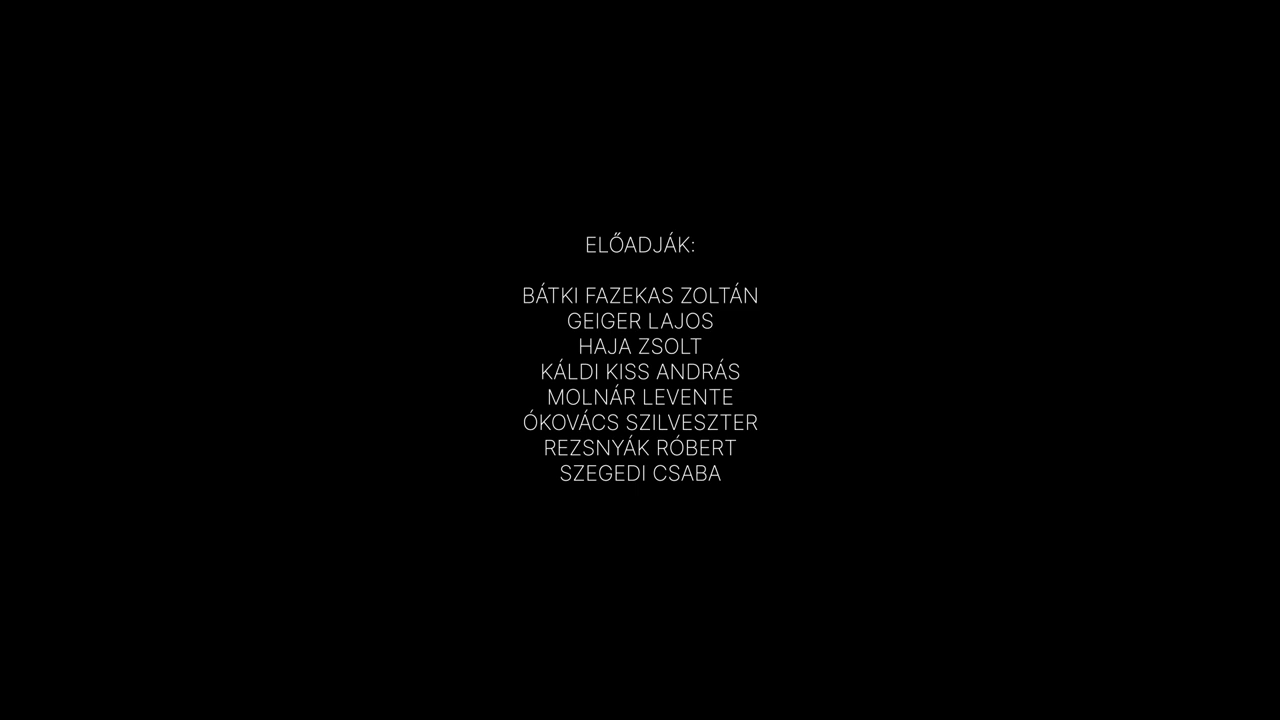 ELŐADJÁK:
BÁTKI FAZEKAS ZOLTÁN
GEIGER LAJOS
HAJA ZSOLT
KÁLDI KISS ANDRÁS
MOLNÁR LEVENTE
ÓKOVÁCS SZILVESZTER
REZSNYÁK RÓBERT
SZEGEDI CSABA